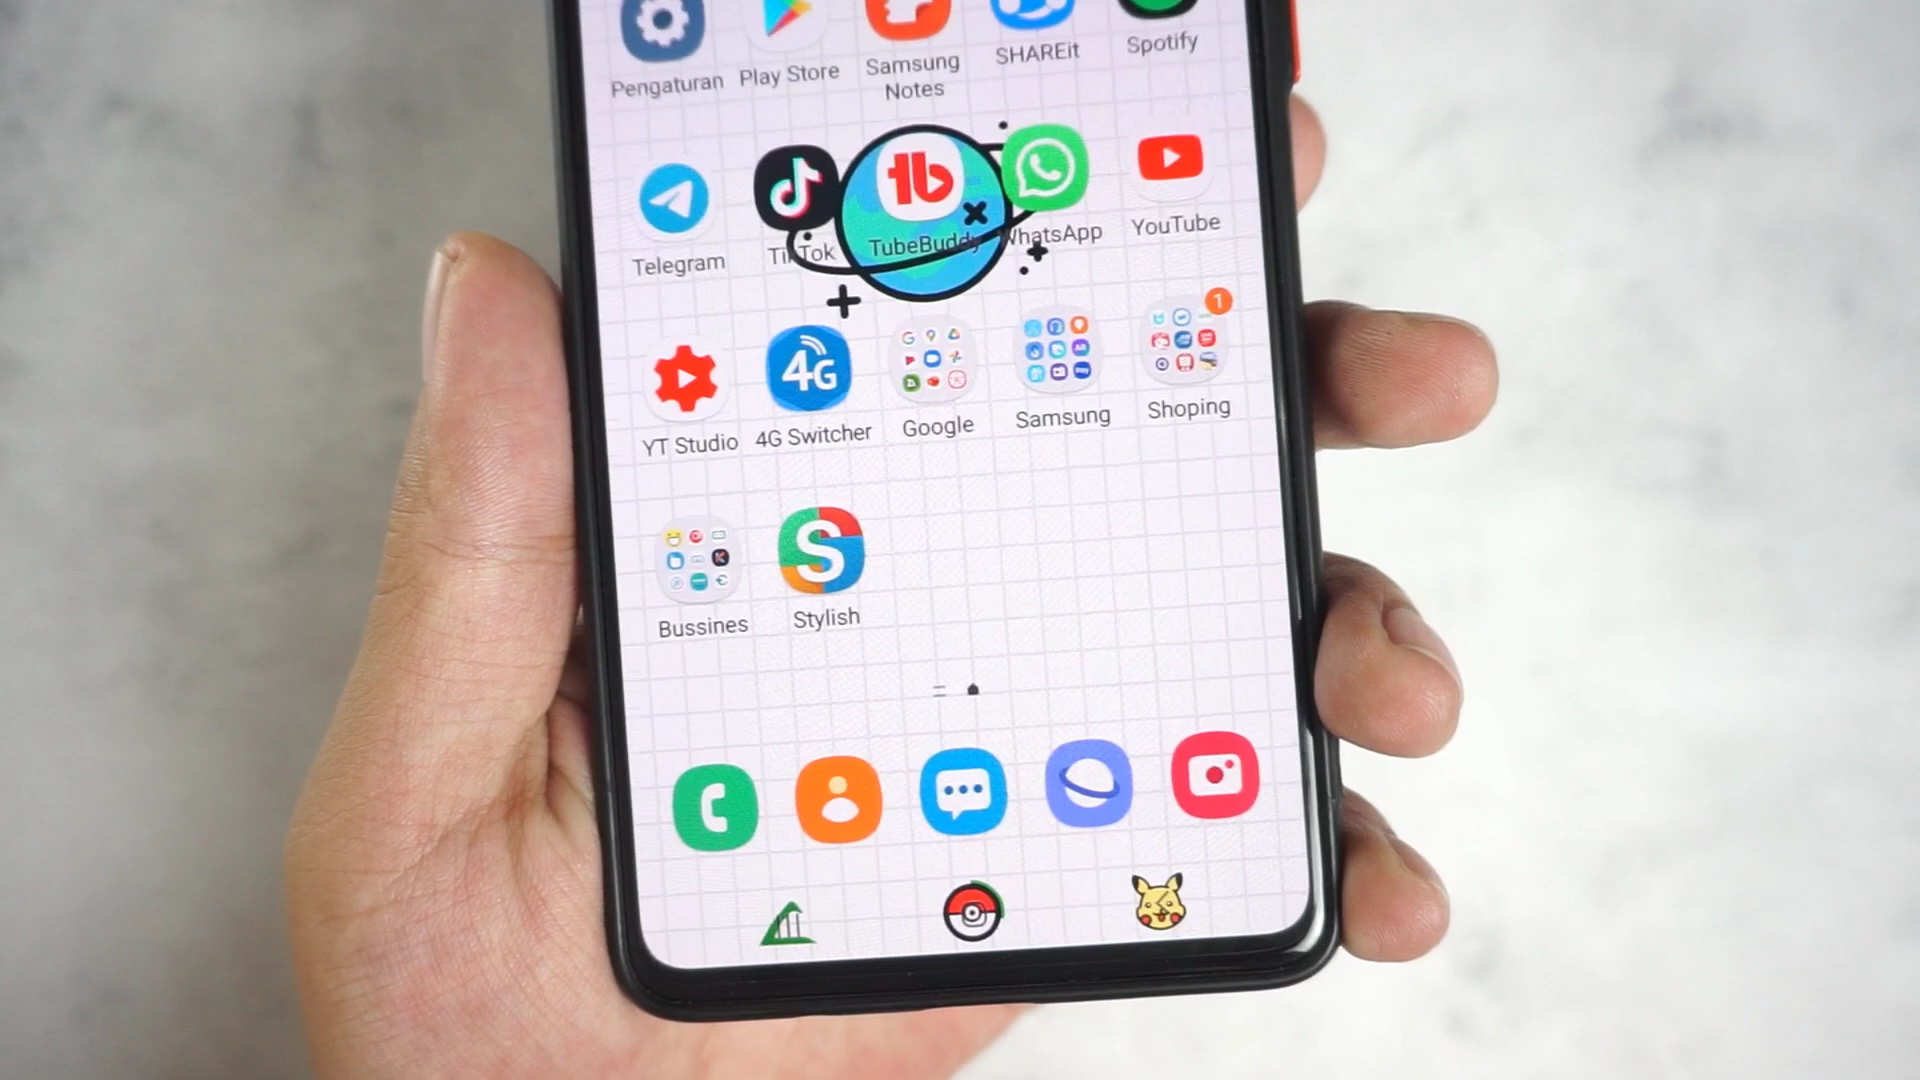 Pengaturan
Play Store
Samsung
Notes
SHAREit
Spotify
Telegram
TikTok
TubeBuddy
WhatsApp
YouTube
YT Studio
4G
4G Switcher
Google
Samsung
1
Shoping
Bussines
S
Stylish